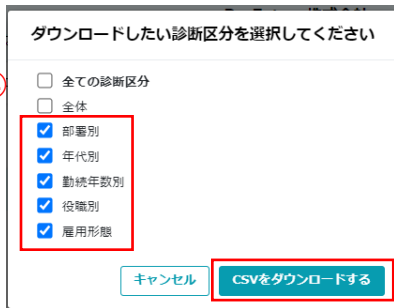 ダウンロードしたい診断区分を選択してください
全ての診断区分
全体
部署別
年代別
勤続年数別
役職別
雇用形態
キャンセル
CSVをダウンロードする